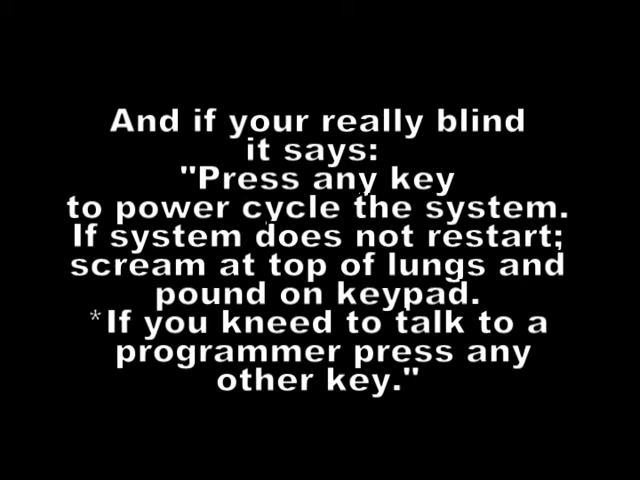 And if your really blind
it says:
"Press any key
to power cycle the system.
If system does not restart;
scream at top of lungs and
pound on keypad.
*If you kneed to talk to a
programmer press any
other key."